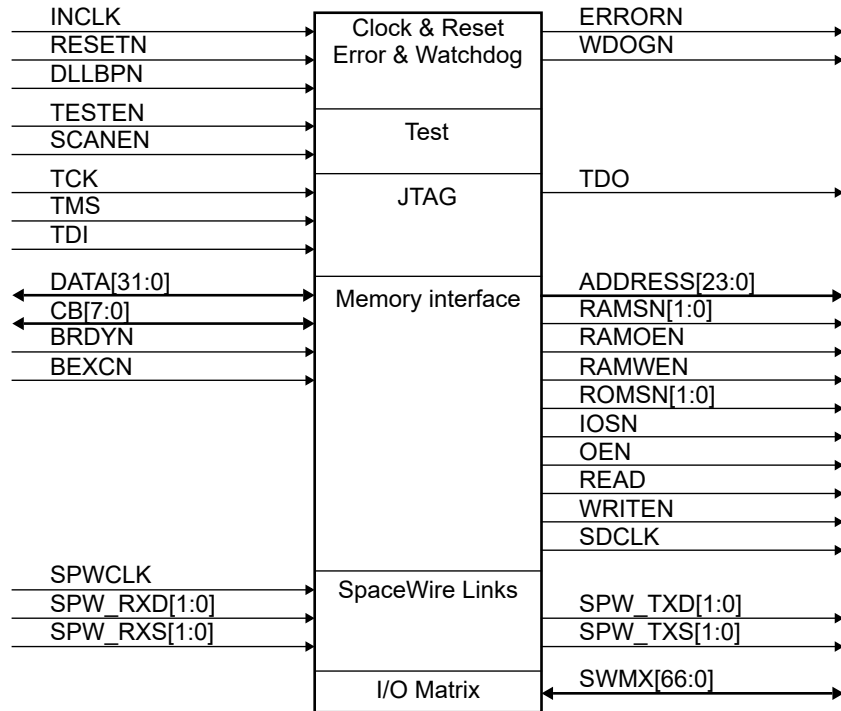 INCLK
RESETN
DLLBPN
TESTEN
SCANEN
TCK
TMS
TDI
DATA[31:0]
CB[7:0]
BRDYN
BEXCN
SPWCLK
SPW_RXD[1:0]
SPW_RXS[1:0]
Clock & Reset
Error & Watchdog
Test
JTAG
Memory interface
SpaceWire Links
I/O Matrix
ERRORN
WDOGN
TDO
ADDRESS[23:0]
RAMSN[1:0]
RAMOEN
RAMWEN
ROMSN[1:0]
IOSN
OEN
READ
WRITEN
SDCLK
SPW_TXD[1:0]
SPW_TXS[1:0]
SWMX[66:0]